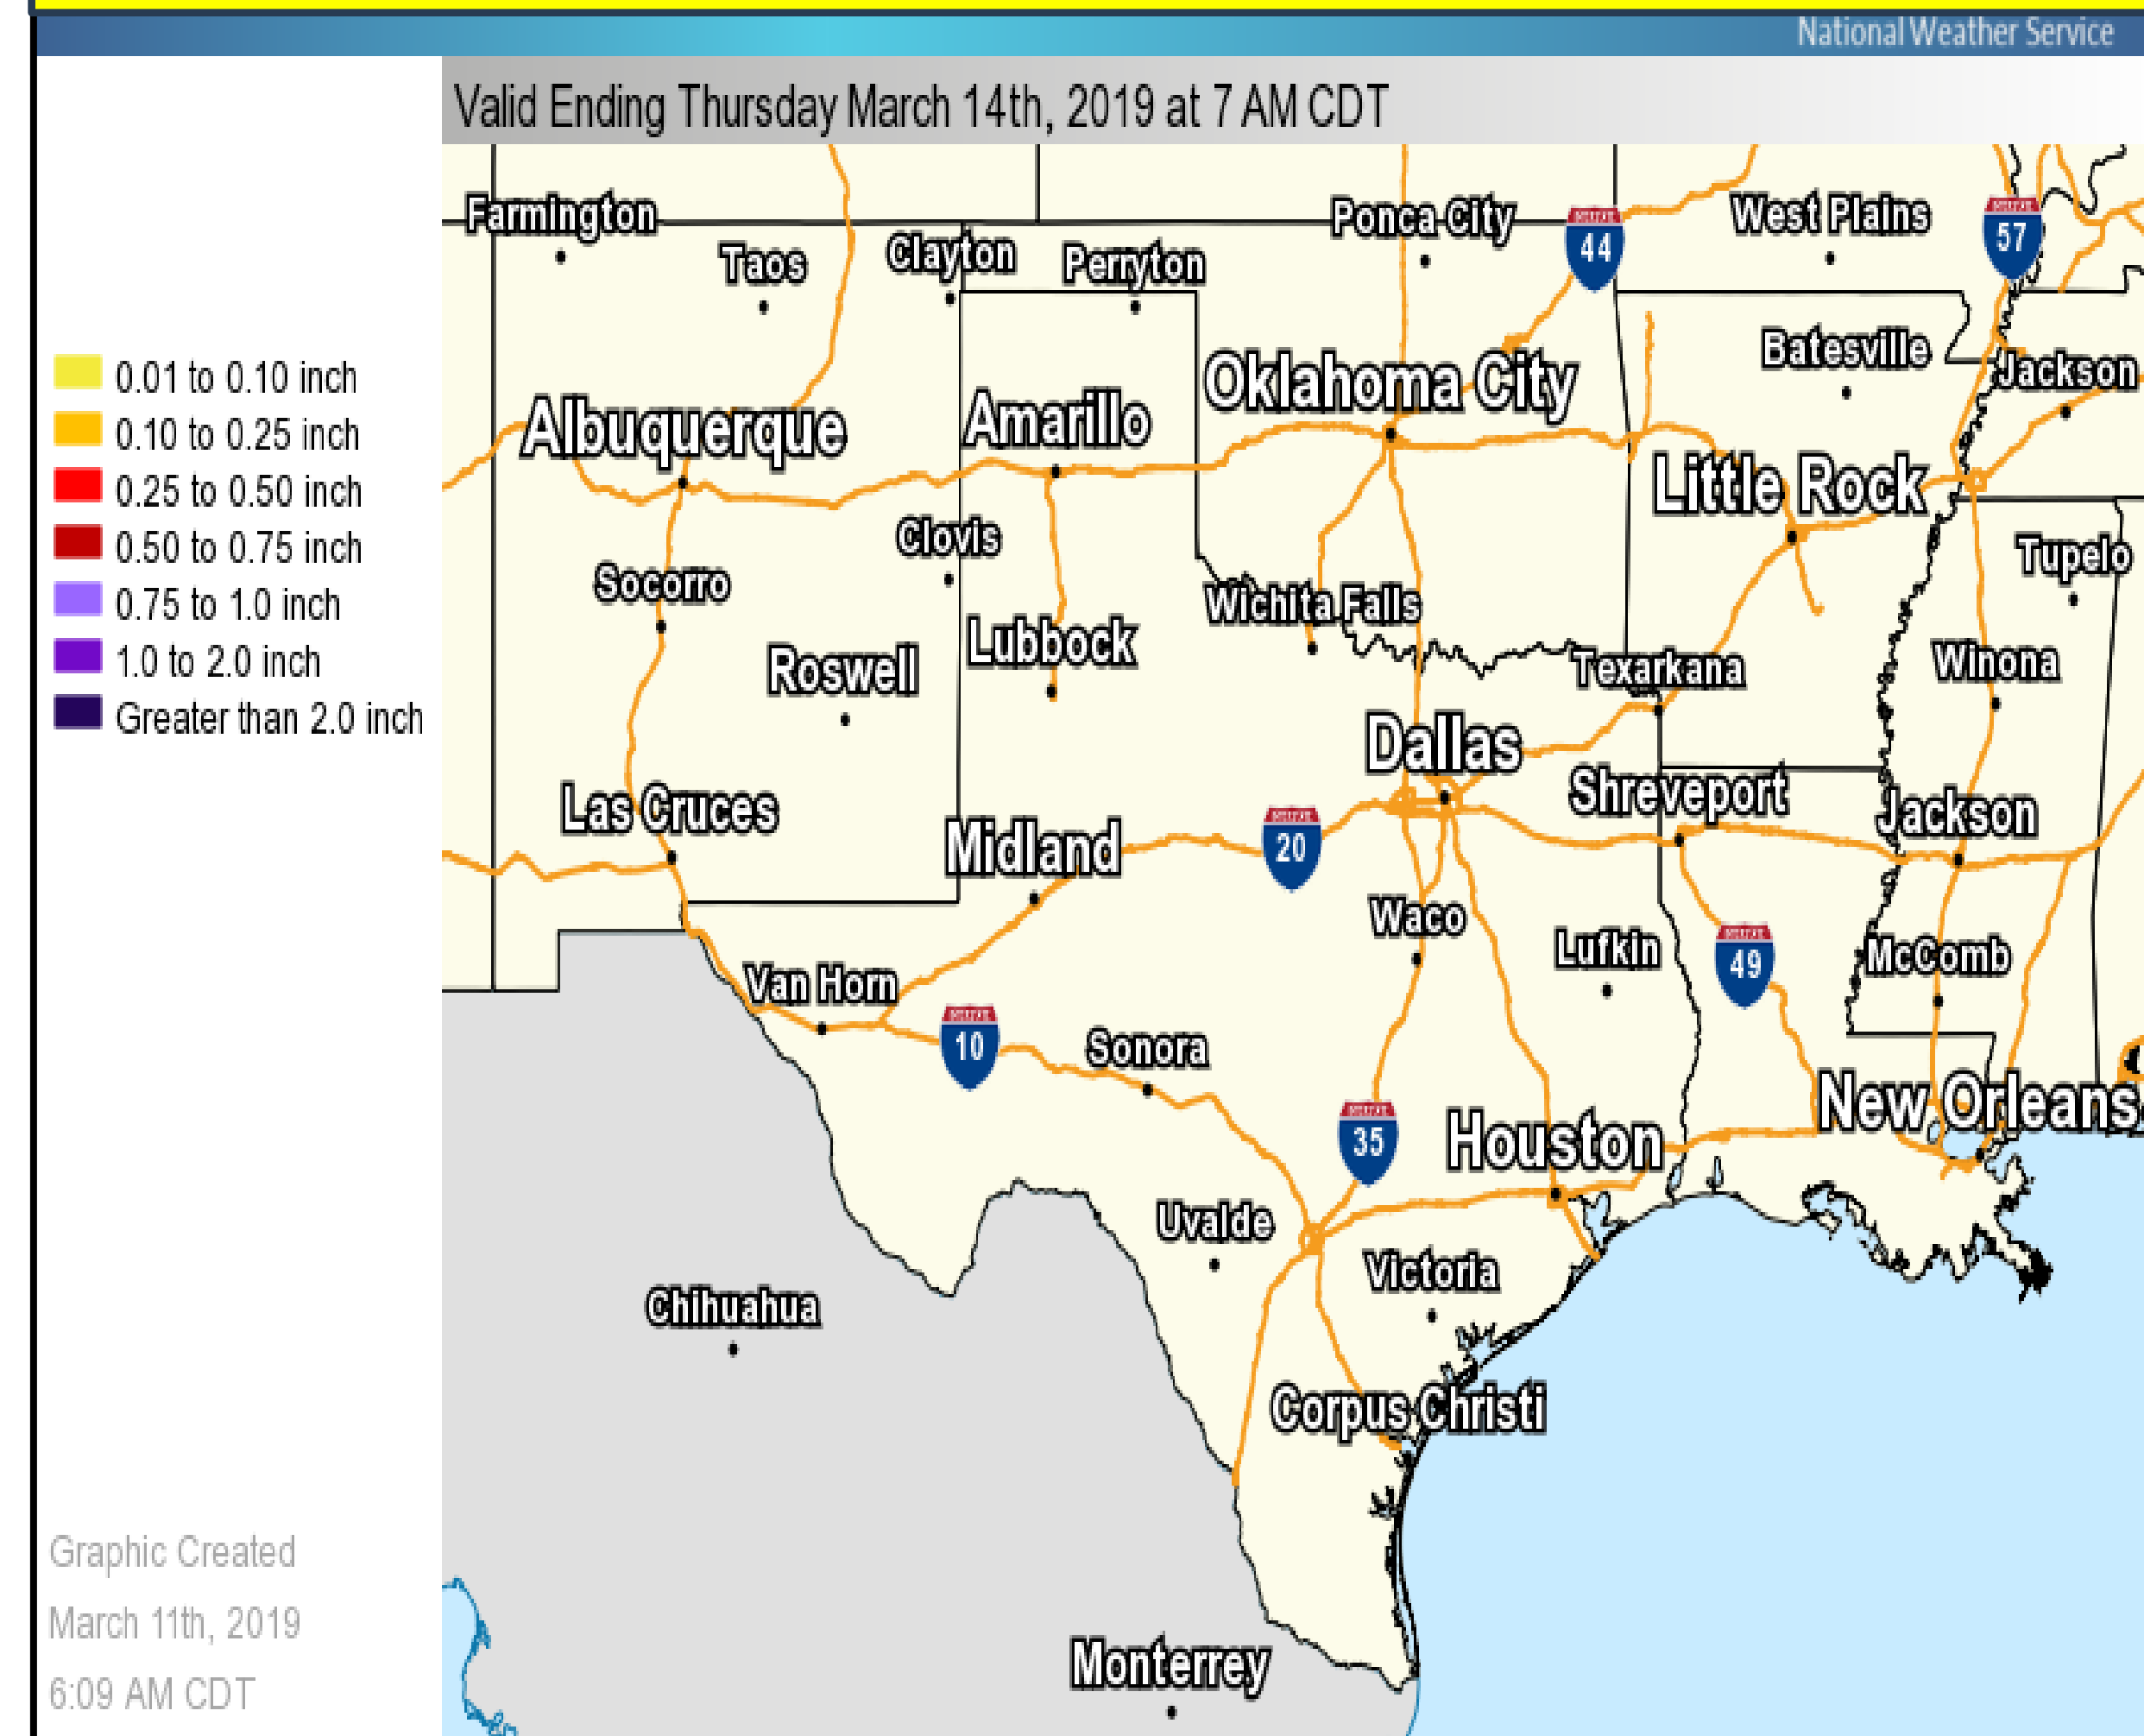 National Weather Service
Valid Ending Thursday March 14th, 2019 at 7 AM CDT
0.01 to 0.10 inch
0.10 to 0.25 inch
0.25 to 0.50 inch
0.50 to 0.75 inch
0.75 to 1.0 inch
1.0 to 2.0 inch
Greater than 2.0 inch
Farmington
Taos
Clayton
Perryton
Ponca City
44
West Plains
57
Batesville
Jackson
Oklahoma City
Albuquerque
Amarillo
Little Rock
Clovis
Tupelo
Socorro
Wichita Falls
Lubbock
Roswell
Texarkana
Winona
Dallas
Las Cruces
Shreveport
Jackson
Midland
20
Waco
Lufkin
49
McComb
Van Horn
10
Sonora
New Orleans
35
Houston
Uvalde
Victoria
Chihuahua
Corpus Christi
Monterrey
Graphic Created
March 11th, 2019
6:09 AM CDT